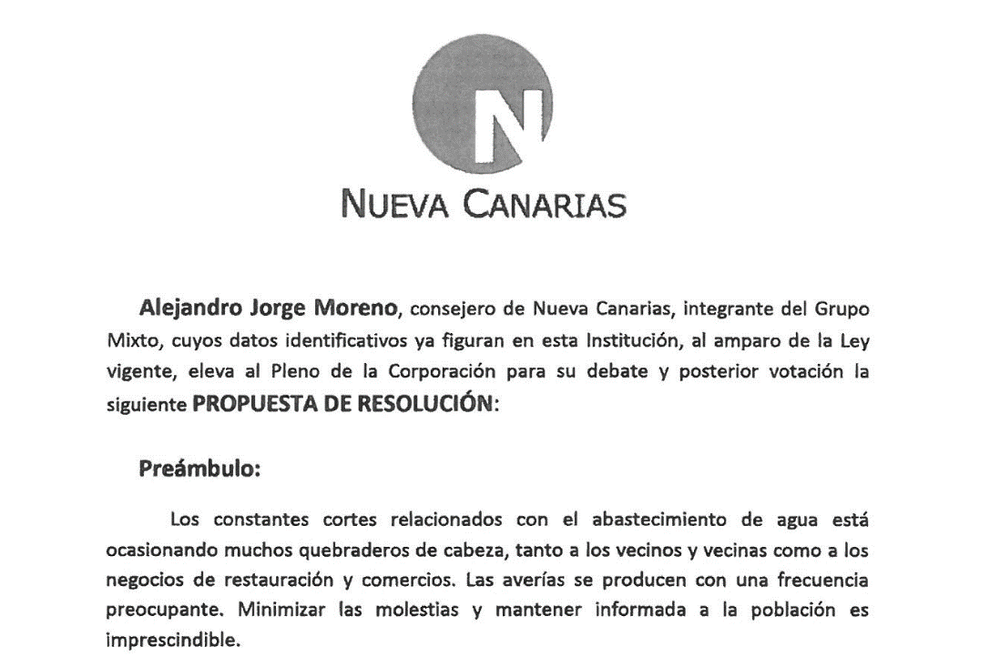 N
NUEVA CANARIAS
Alejandro Jorge Moreno, consejero de Nueva Canarias, integrante del Grupo
Mixto, cuyos datos identificativos ya figuran en esta Institución, al amparo de la Ley
vigente, eleva al Pleno de la Corporación para su debate y posterior votación la
siguiente PROPUESTA DE RESOLUCIÓN:
Preámbulo:
Los constantes cortes relacionados con el abastecimiento de agua está
ocasionando muchos quebraderos de cabeza, tanto a los vecinos y vecinas como a los
negocios de restauración y comercios. Las averías se producen con una frecuencia
preocupante. Minimizar las molestias y mantener informada a la población es
imprescindible.